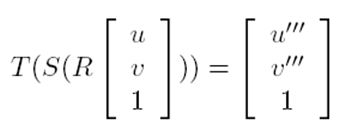 T(S(R [ u v 1 ] )) = [ u''' v''' 1 ]